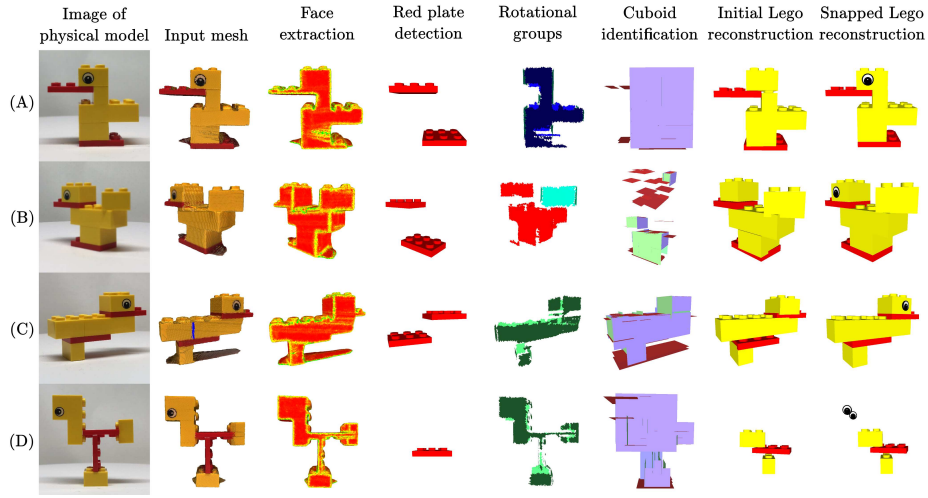 Image of
physical model
Input mesh
Face
extraction
Red plate
detection
Rotational
groups
Cuboid
identification
Initial Lego
reconstruction
Snapped Lego
reconstruction
(A)
(B)
(C)
(D)